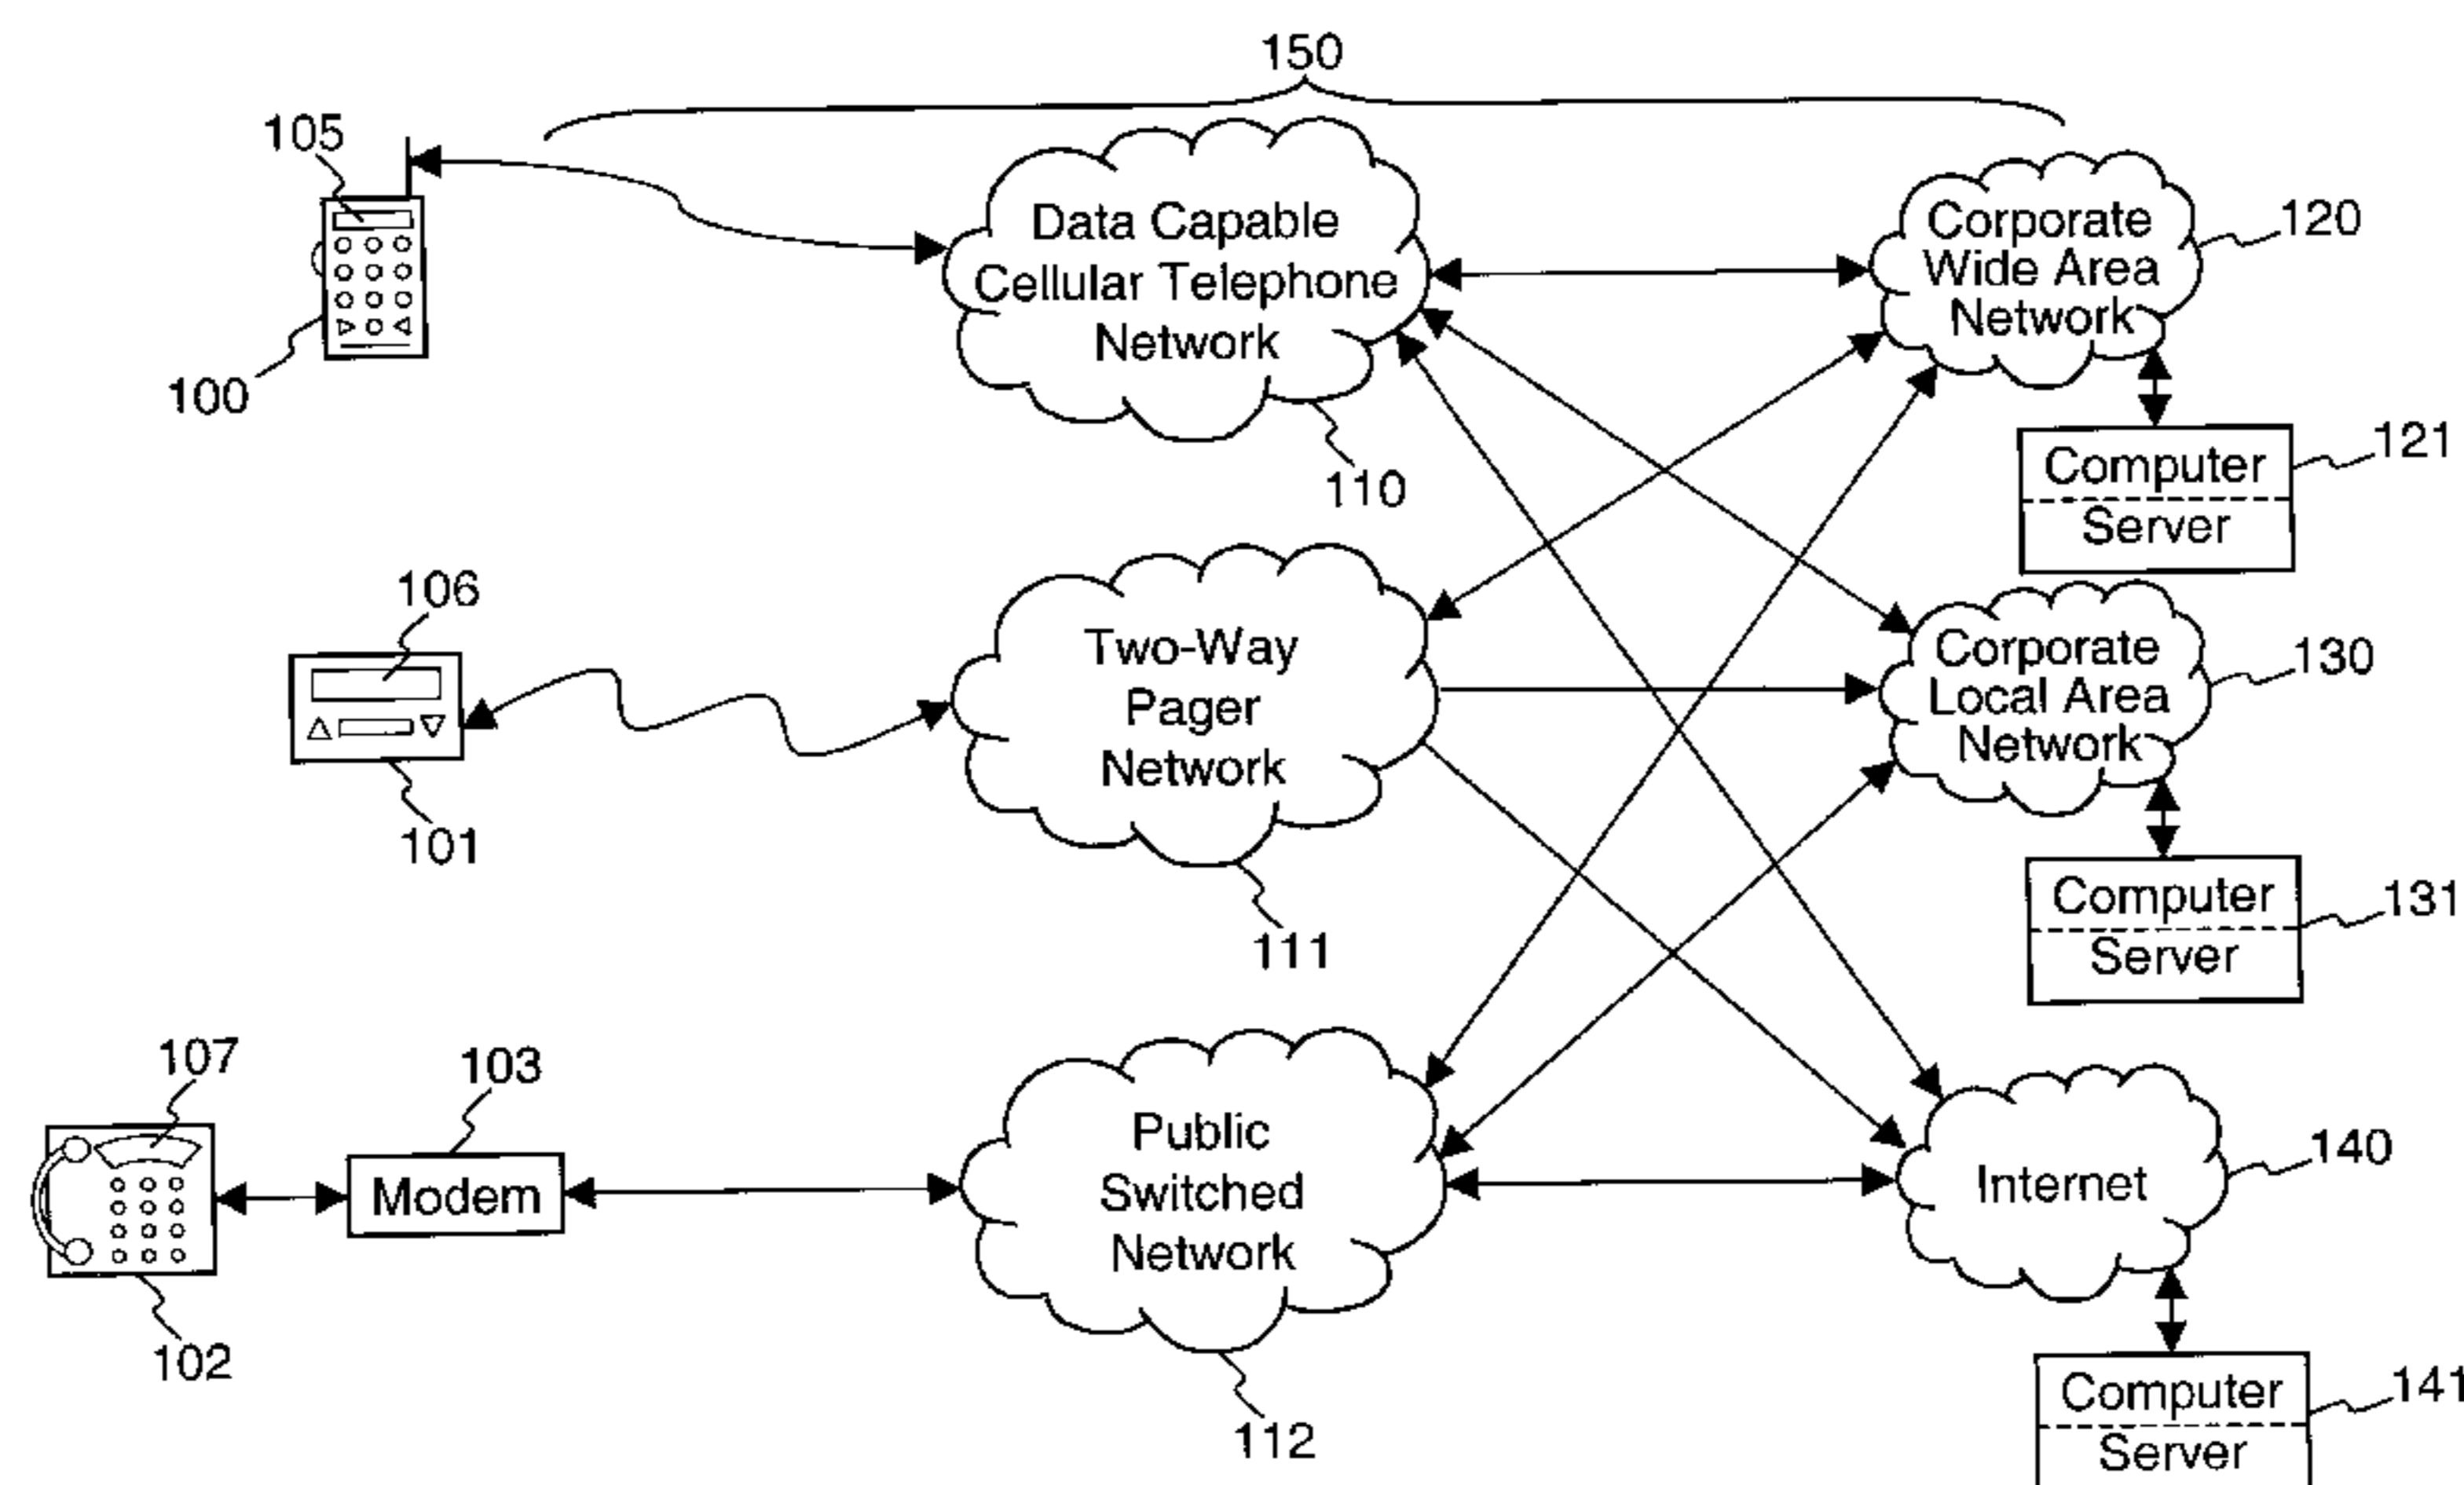 150
105
Data Capable
Cellular Telephone
Network
Corporate
Wide Area
Network
120
100
110
121
Computer
Server
106
Two-Way
Pager
Network
Corporate
Local Area
Network
130
101
111
Computer
Server
131
107
103
Modem
Public
Switched
Network
Internet
140
102
112
Computer
Server
141